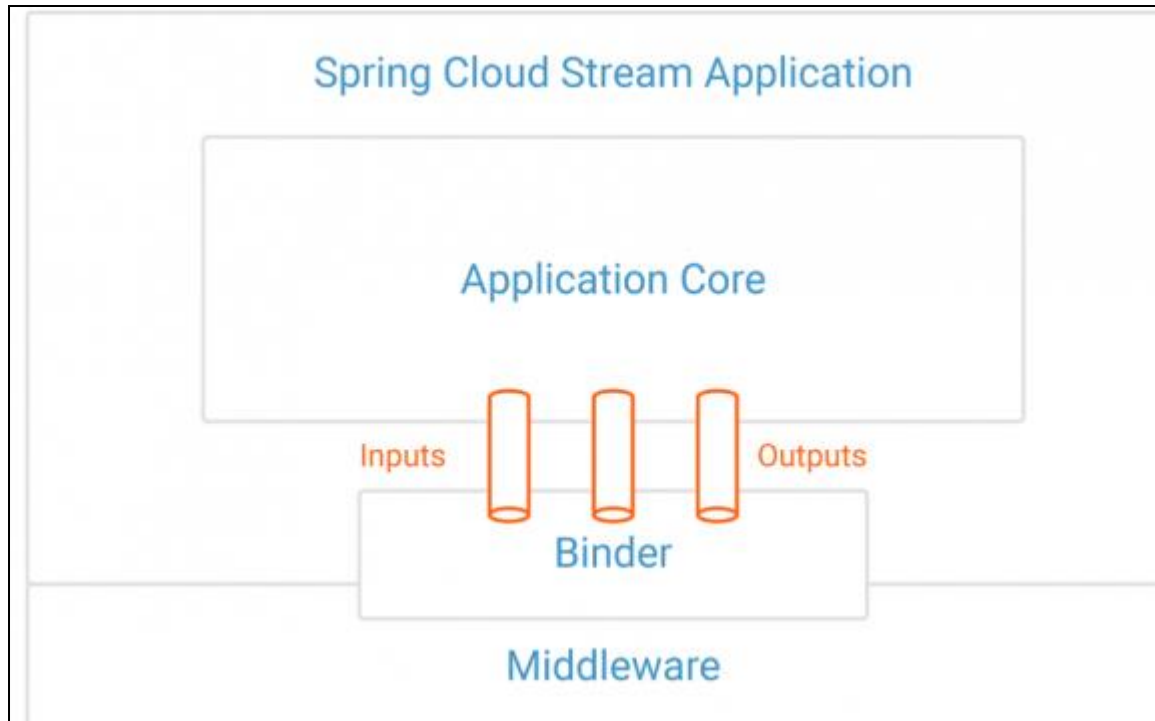 Spring Cloud Stream Application
Application Core
Inputs
Outputs
Binder
Middleware